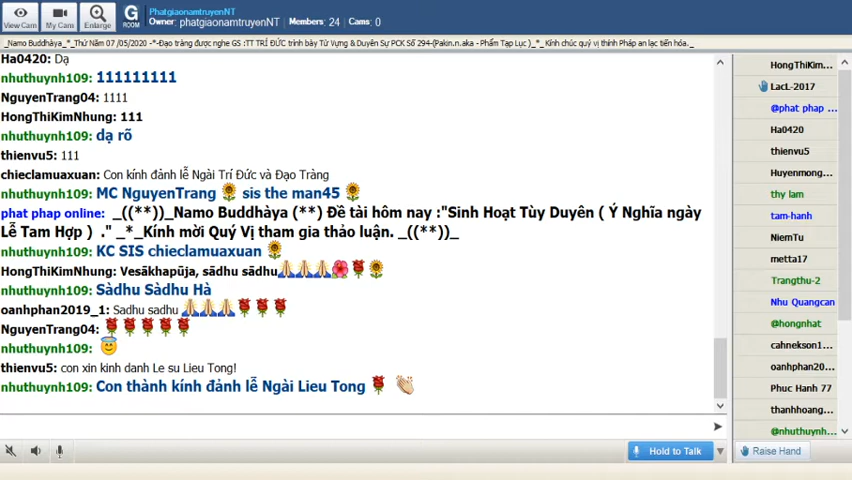 View Cam
My Cams
Enlarge
G
ROOM
PhatgiaonamtruyenNT
Owner: phatgiaonamtruyenNT Members: 24 Cams: 0
_Namo Buddhàya_*_Thứ Năm 07 /05/2020 -*-Đạo tràng được nghe GS :TT TRÍ ĐỨC trình bày Từ Vựng & Duyên Sự PCK Số 294-(Pakin.n.aka - Phẩm Tạp Lục )_*_ Kính chúc quý vị thính Pháp an lạc tiến hóa._
Ha0420: Dạ
nhuthuynh109: 111111111
NguyenTrang04: 1111
HongThiKimNhung: 111
nhuthuynh109: dạ rõ
thienvu5: 111
chieclamuaxuan: Con kính đảnh lễ Ngài Trí Đức và Đạo Tràng
nhuthuynh109: MC NguyenTrang sis the man45
phat phap online: _((**))_Namo Buddhàya (**) Đề tài hôm nay :"Sinh Hoạt Tùy Duyên ( Ý Nghĩa ngày
Lễ Tam Hợp ) ." _*_Kính mời Quý Vị tham gia thảo luận. _((**))_
nhuthuynh109: KC SIS chieclamuaxuan
HongThiKimNhung: Vesākhapūja, sādhu sādhu
nhuthuynh109: Sàdhu Sàdhu Hà
oanhphan2019_1: Sadhu sadhu
NguyenTrang04:
nhuthuynh109:
thienvu5: con xin kinh danh Le su Lieu Tong!
nhuthuynh109: Con thành kính đảnh lễ Ngài Lieu Tong
HongThiKim...
LacL-2017
@phat phap ...
Ha0420
thienvu5
Huyenmong...
thy lam
tam-hanh
NiemTu
metta17
Trangthu-2
Nhu Quangcan
@hongnhat
cahnekson1...
oanhphan20...
Phuc Hanh 77
thanhhoang...
@nhuthuynh...
Hold to Talk
Raise Hand